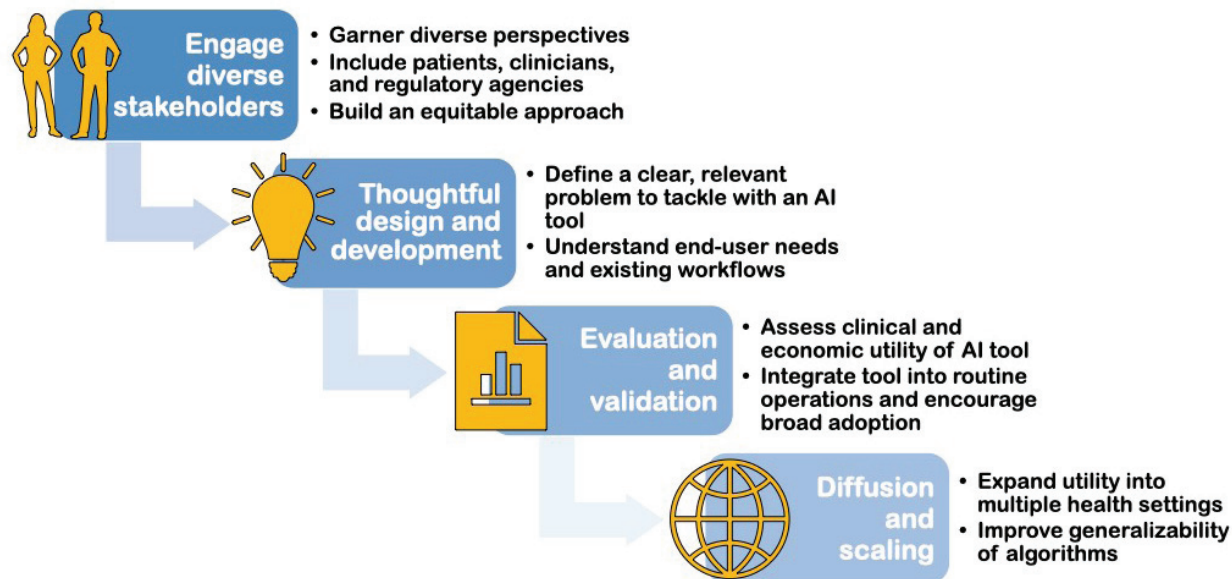 Engage
diverse
stakeholders
• Garner diverse perspectives
• Include patients, clinicians,
and regulatory agencies
• Build an equitable approach
Thoughtful
design and
development
• Define a clear, relevant
problem to tackle with an AI
tool
• Understand end-user needs
and existing workflows
Evaluation
and
validation
• Assess clinical and
economic utility of AI tool
• Integrate tool into routine
operations and encourage
broad adoption
Diffusion
and
scaling
• Expand utility into
multiple health settings
• Improve generalizability
of algorithms